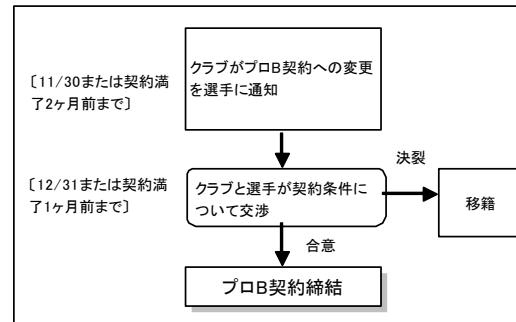 〔11/30または契約満
了2ヶ月前まで〕
クラブがプロB契約への変更
を選手に通知
〔12/31または契約満
了1ヶ月前まで〕
クラブと選手が契約条件に
ついて交渉
決裂
移籍
合意
プロB契約締結